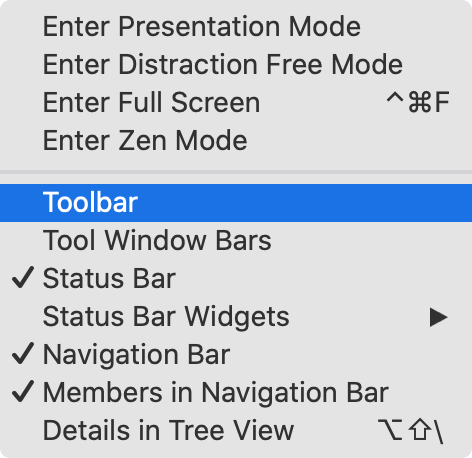 Enter Presentation Mode
Enter Distraction Free Mode
Enter Full Screen ^⌘F
Enter Zen Mode
Toolbar
Tool Window Bars
✓ Status Bar
Status Bar Widgets ▶
✓ Navigation Bar
✓ Members in Navigation Bar
Details in Tree View ⌥⇧\